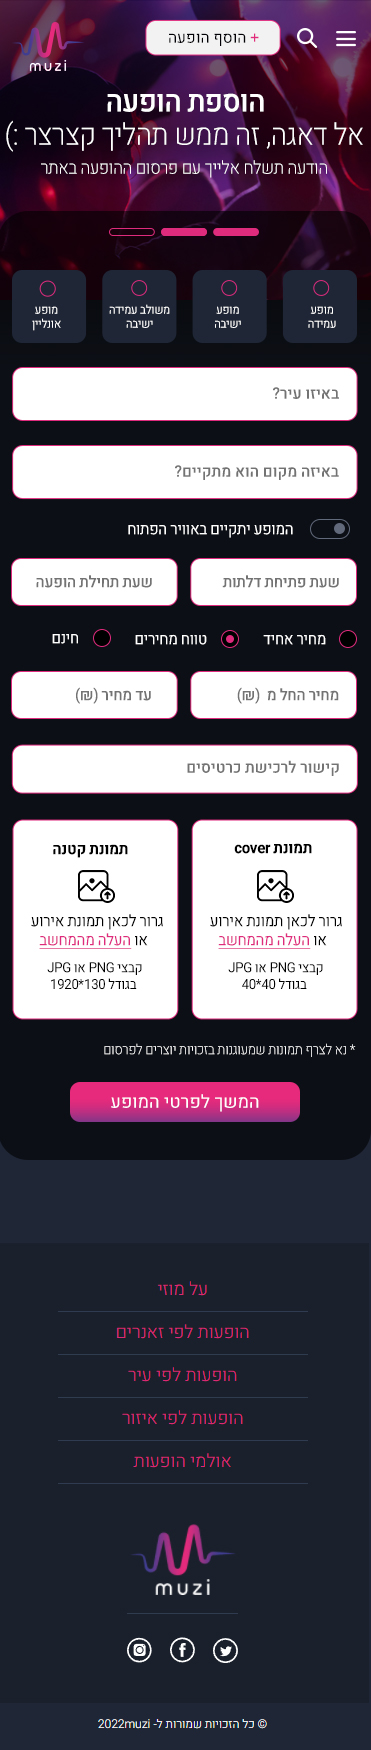 + הוסף הופעה
muzi
הוספת הופעה
אל דאגה, זה ממש תהליך קצרצר :)
הודעה תשלח אלייך עם פרסום ההופעה באתר
מופע עמידה
מופע ישיבה
משולב עמידה ישיבה
מופע אונליין
באיזו עיר?
באיזה מקום הוא מתקיים?
המופע יתקיים באוויר הפתוח
שעת פתיחת דלתות
שעת תחילת הופעה
מחיר אחיד
טווח מחירים
חינם
מחיר החל מ (₪)
עד מחיר (₪)
קישור לרכישת כרטיסים
תמונת cover
גרור לכאן תמונת אירוע
או העלה מהמחשב
קבצי PNG או JPG
בגודל 40*40
תמונת קטנה
גרור לכאן תמונת אירוע
או העלה מהמחשב
קבצי PNG או JPG
בגודל 130*1920
* נא לצרף תמונות שמעוגנות בזכויות יוצרים לפרסום
המשך לפרטי המופע
על מוזי
הופעות לפי זאנרים
הופעות לפי עיר
הופעות לפי איזור
אולמי הופעות
muzi
© כל הזכויות שמורות ל- 2022muzi